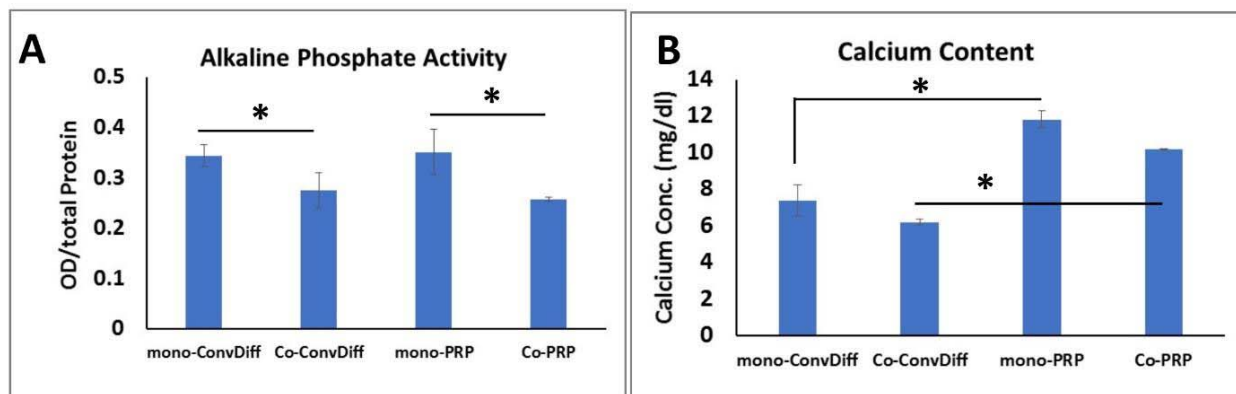 A
Alkaline Phosphate Activity
OD/total Protein
0.5
0.4
0.3
0.2
0.1
0
*
*
mono-ConvDiff Co-ConvDiff mono-PRP Co-PRP
B
Calcium Content
Calcium Conc. (mg/dl)
14
12
10
8
6
4
2
0
*
*
mono-ConvDiff Co-ConvDiff mono-PRP Co-PRP